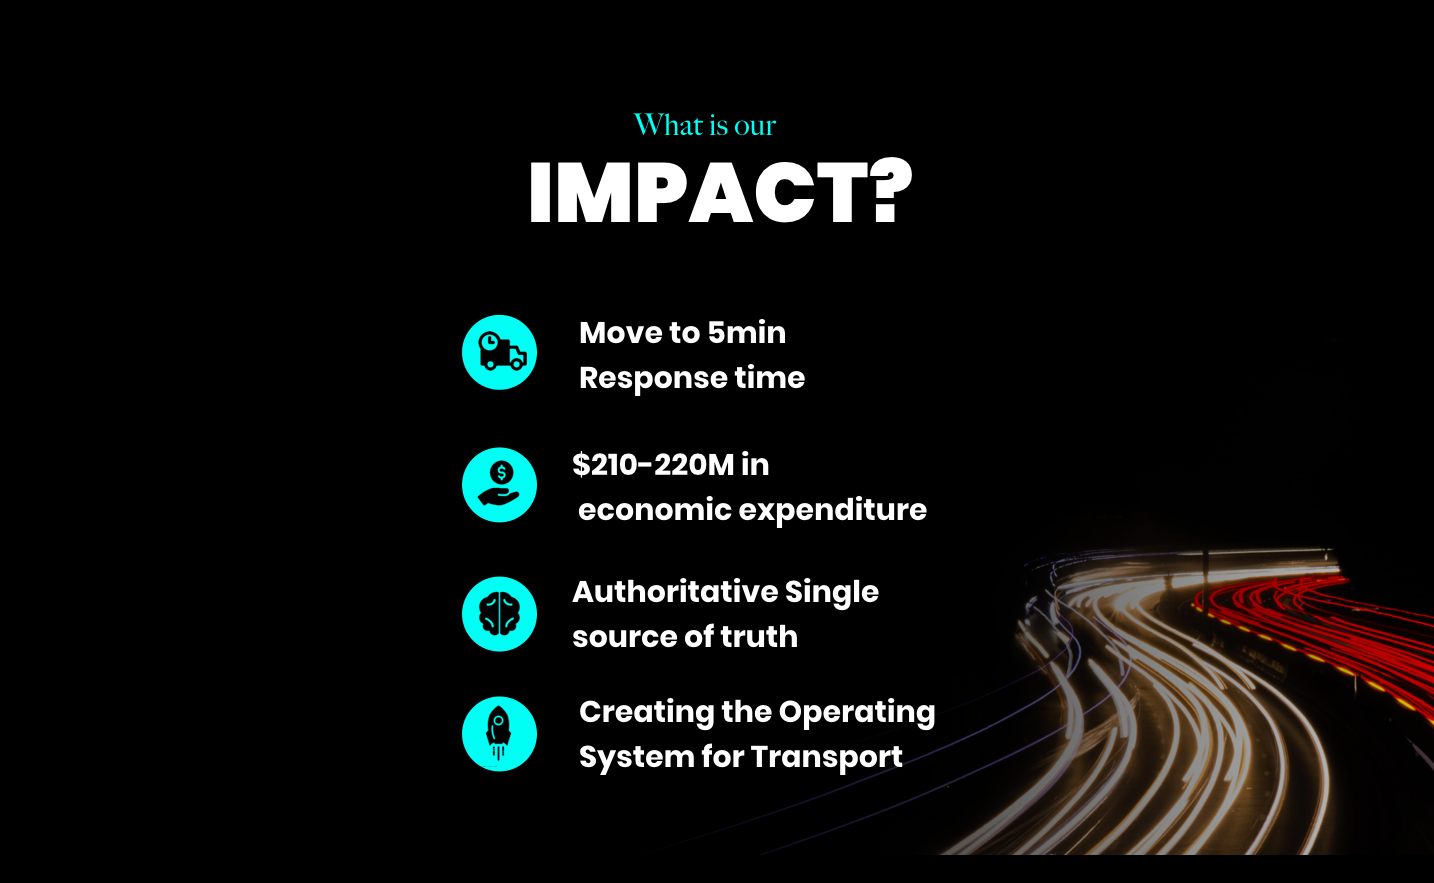 What is our
IMPACT?
Move to 5min
Response time
$210-220M in
economic expenditure
Authoritative Single
source of truth
Creating the Operating
System for Transport